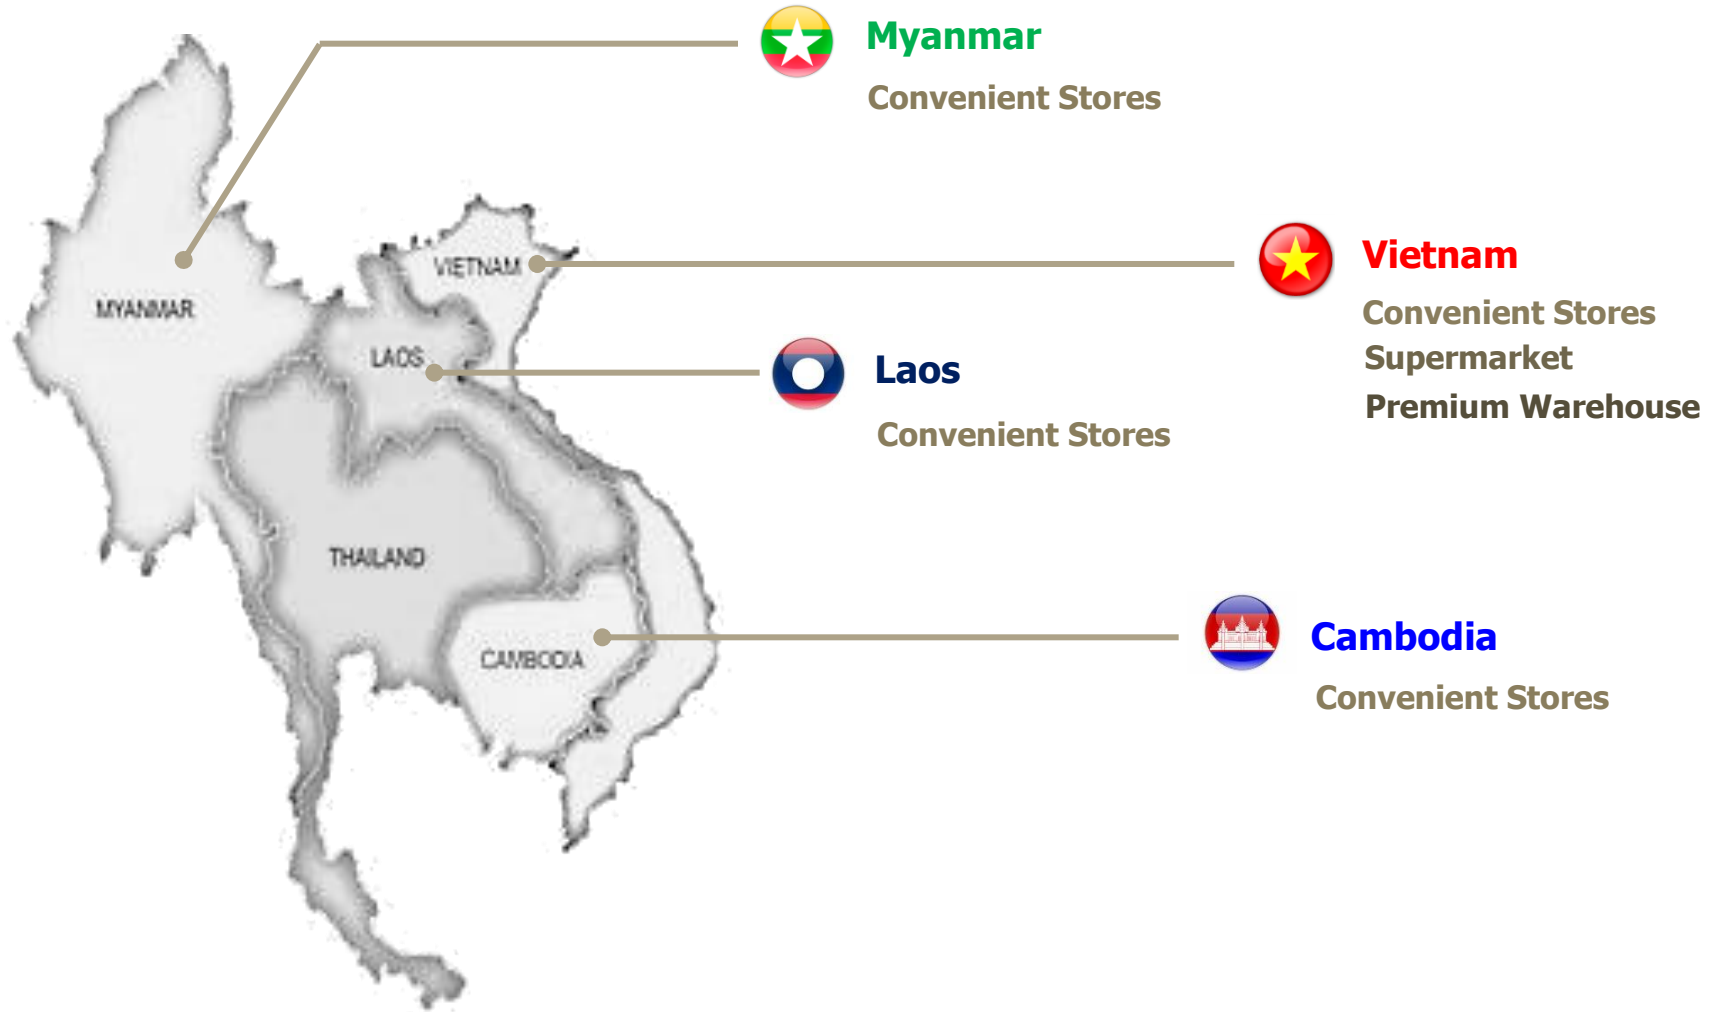 Myanmar
Convenient Stores
VIETNAM
Vietnam
MYANMAR
Convenient Stores
LAOS
Supermarket
Laos
Premium Warehouse
Convenient Stores
THAILAND
Cambodia
CAMBODIA
Convenient Stores